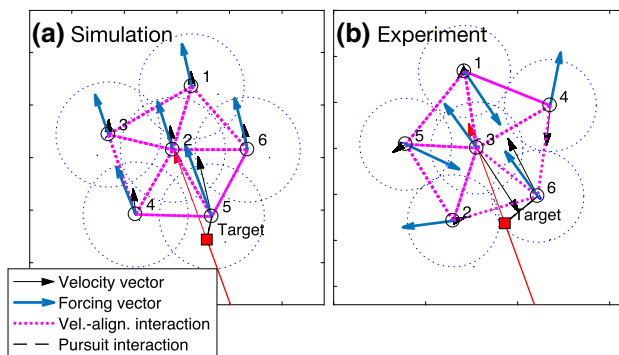 (a) Simulation
1
3
2
6
4
5
Target
(b) Experiment
1
4
5
3
6
2
Target
Velocity vector
Forcing vector
Vel.-align. interaction
Pursuit interaction